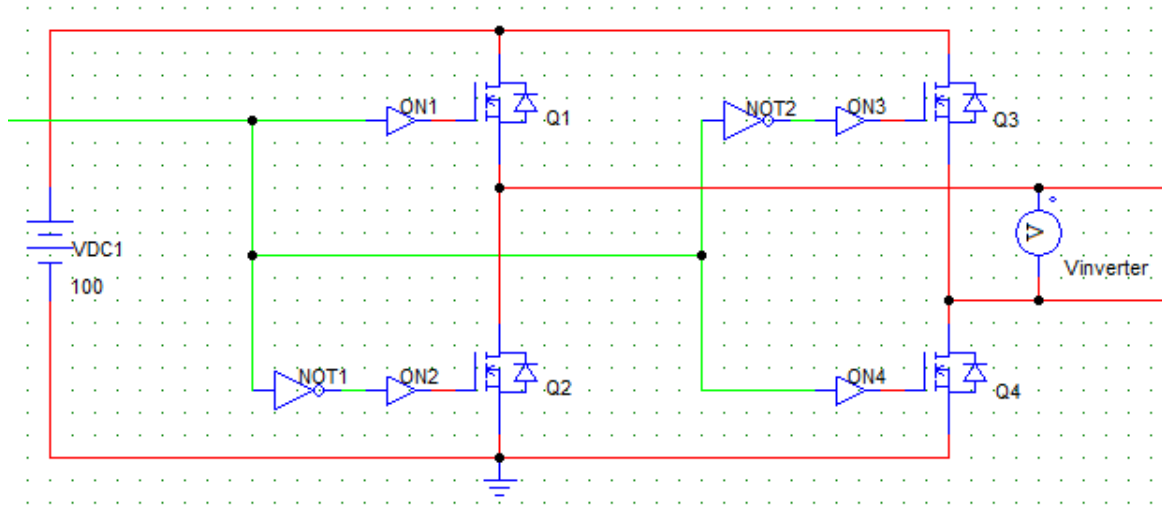 ON1
Q1
NOT2
ON3
Q3
VDC1
100
V
Vinverter
NOT1
ON2
Q2
ON4
Q4